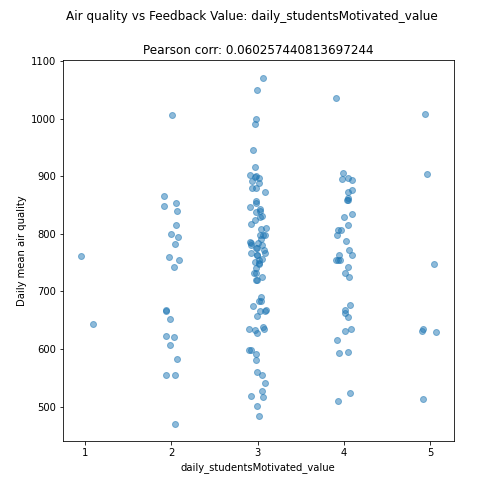 Air quality vs Feedback Value: daily_studentsMotivated_value
Pearson corr: 0.060257440813697244
1100
1000
900
800
700
600
500
Daily mean air quality
1 2 3 4 5
daily_studentsMotivated_value